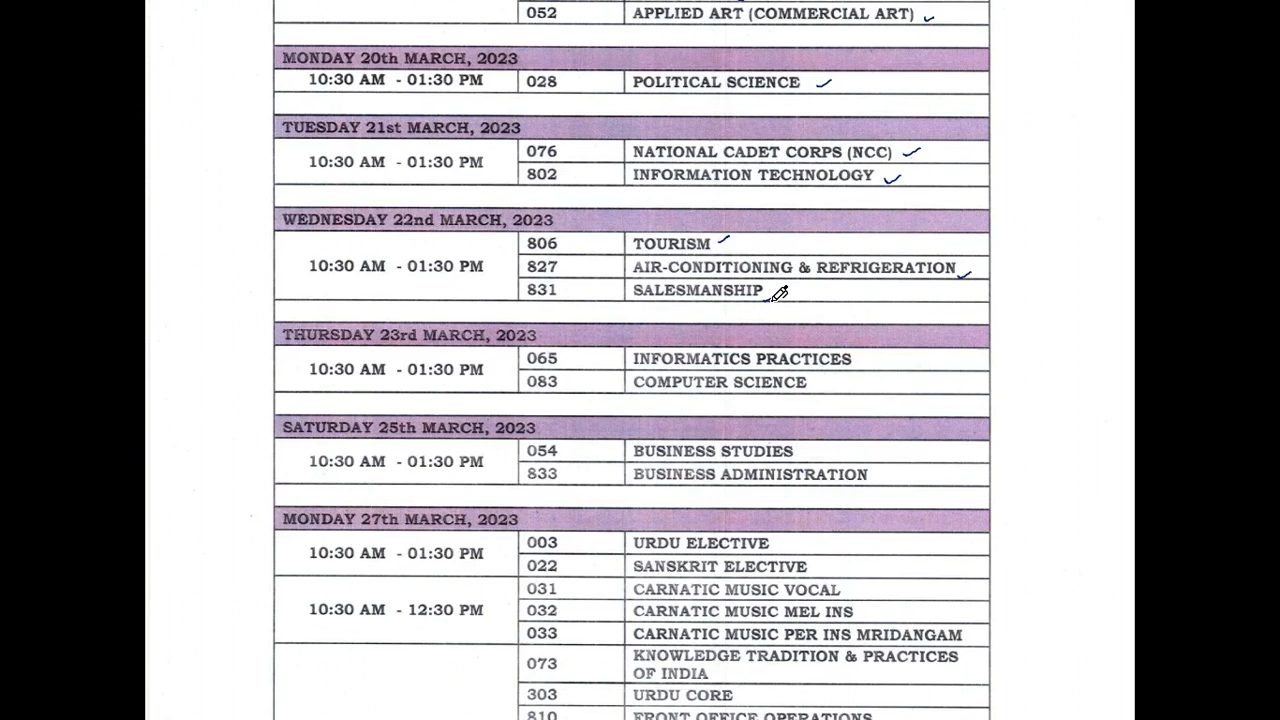 052 APPLIED ART (COMMERCIAL ART)
MONDAY 20th MARCH, 2023
10:30 AM - 01:30 PM 028 POLITICAL SCIENCE
TUESDAY 21st MARCH, 2023
10:30 AM - 01:30 PM
076 NATIONAL CADET CORPS (NCC)
802 INFORMATION TECHNOLOGY
WEDNESDAY 22nd MARCH, 2023
10:30 AM - 01:30 PM
806 TOURISM
827 AIR-CONDITIONING & REFRIGERATION
831 SALESMANSHIP
THURSDAY 23rd MARCH, 2023
10:30 AM - 01:30 PM
065 INFORMATICS PRACTICES
083 COMPUTER SCIENCE
SATURDAY 25th MARCH, 2023
10:30 AM - 01:30 PM
054 BUSINESS STUDIES
833 BUSINESS ADMINISTRATION
MONDAY 27th MARCH, 2023
10:30 AM - 01:30 PM
003 URDU ELECTIVE
022 SANSKRIT ELECTIVE
10:30 AM - 12:30 PM
031 CARNATIC MUSIC VOCAL
032 CARNATIC MUSIC MEL INS
033 CARNATIC MUSIC PER INS MRIDANGAM
073 KNOWLEDGE TRADITION & PRACTICES
OF INDIA
303 URDU CORE
810 FRONT OFFICE OPERATIONS